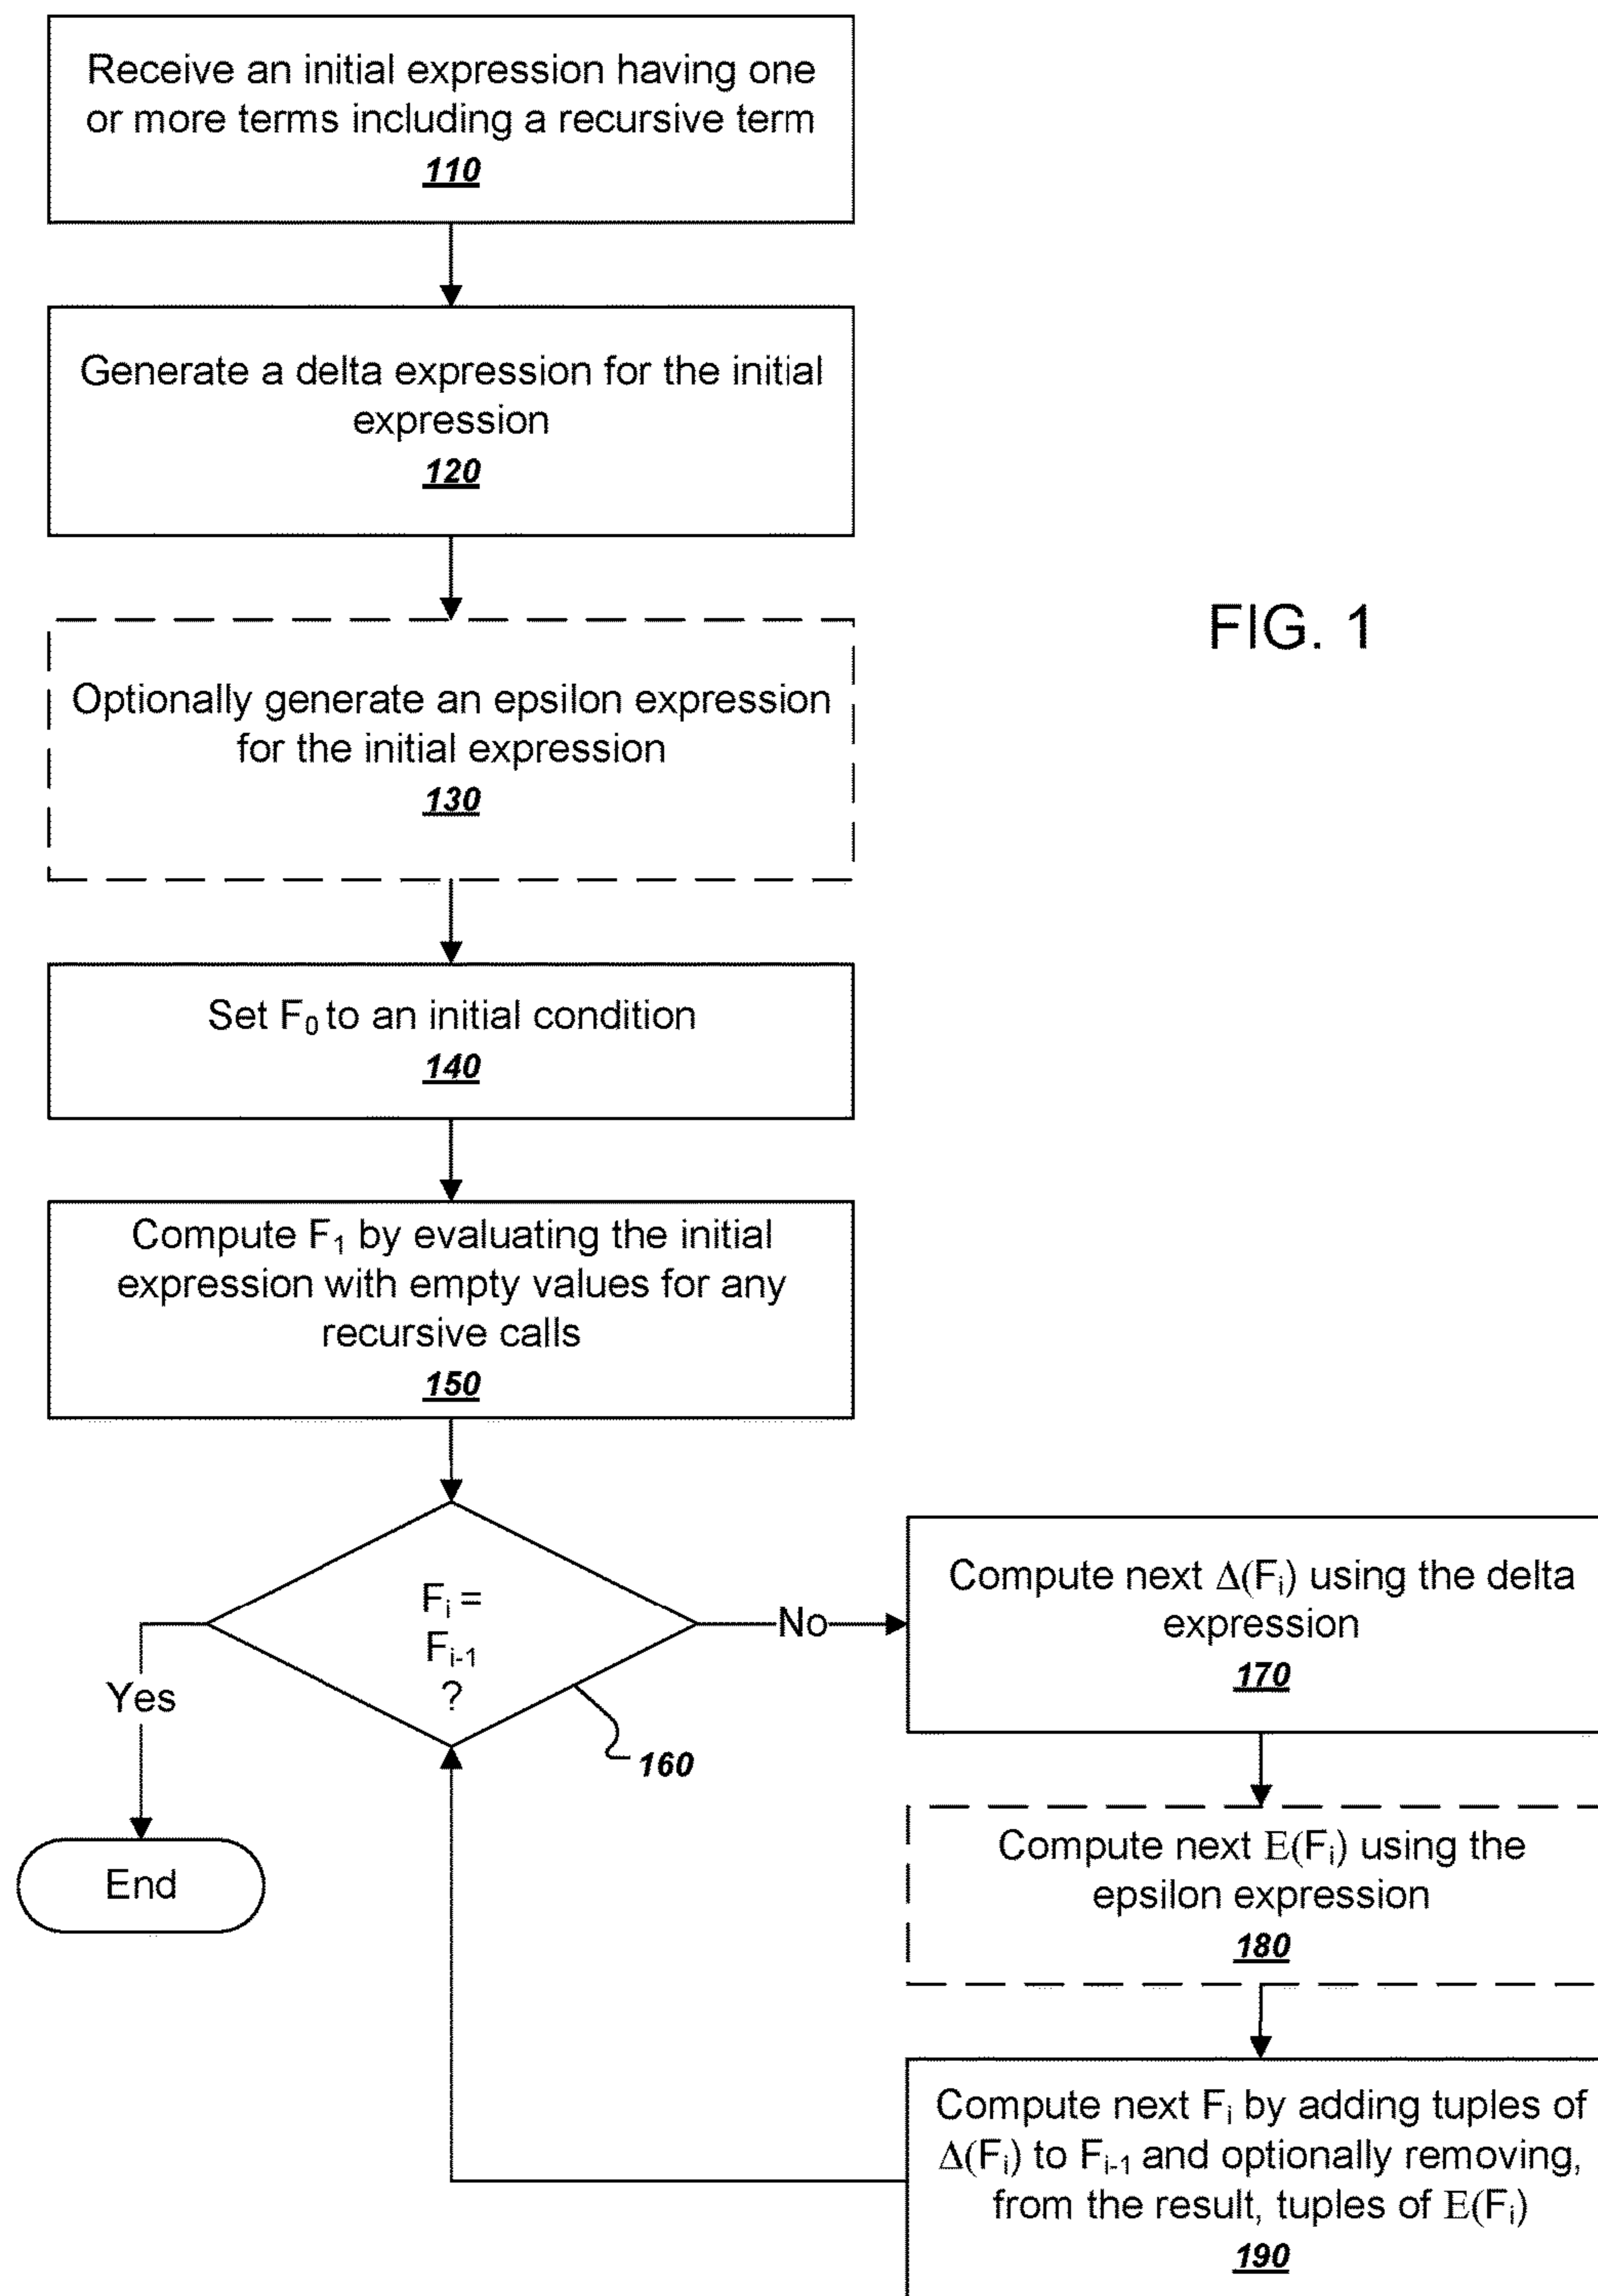 Receive an initial expression having one
or more terms including a recursive term
110
Generate a delta expression for the initial
expression
120
FIG. 1
Optionally generate an epsilon expression
for the initial expression
130
Set F₀ to an initial condition
140
Compute F₁ by evaluating the initial
expression with empty values for any
recursive calls
150
Fᵢ =
Fᵢ₋₁
?
160
No
Yes
End
Compute next Δ(Fᵢ) using the delta
expression
170
Compute next E(Fᵢ) using the
epsilon expression
180
Compute next Fᵢ by adding tuples of
Δ(Fᵢ) to Fᵢ₋₁ and optionally removing,
from the result, tuples of E(Fᵢ)
190